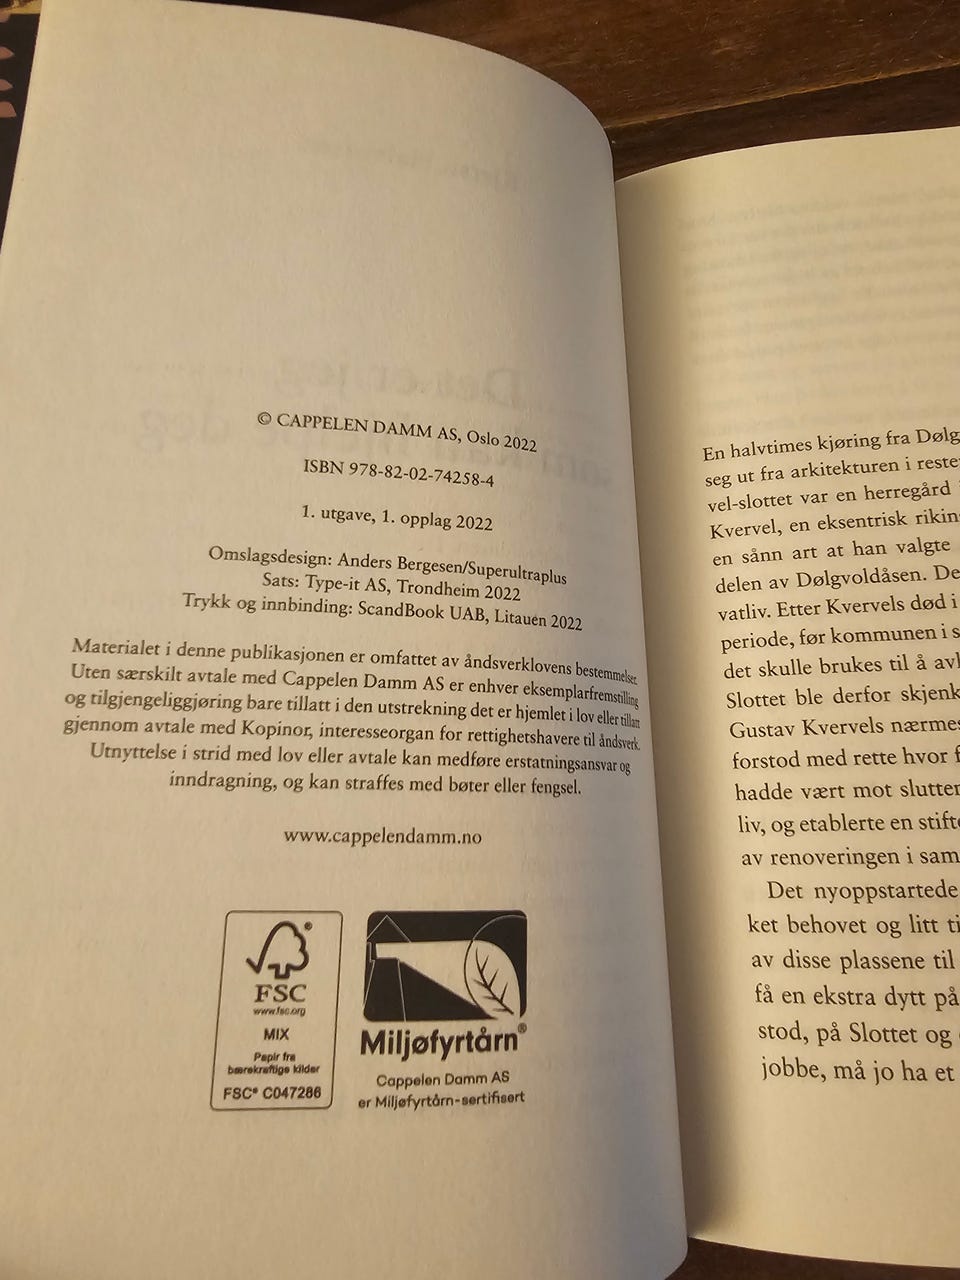 © CAPPELEN DAMM AS, Oslo 2022
ISBN 978-82-02-74258-4
1. utgave, 1. opplag 2022
Omslagsdesign: Anders Bergesen/Superultraplus
Sats: Type-it AS, Trondheim 2022
Trykk og innbinding: ScandBook UAB, Litauen 2022
Materialet i denne publikasjonen er omfattet av åndsverklovens bestemmelser.
Uten særskilt avtale med Cappelen Damm AS er enhver eksemplarfremstilling
og tilgjengeliggjøring bare tillatt i den utstrekning det er hjemlet i lov eller tillatt
gjennom avtale med Kopinor, interesseorgan for rettighetshavere til åndsverk.
Utnyttelse i strid med lov eller avtale kan medføre erstatningsansvar og
inndragning, og kan straffes med bøter eller fengsel.
www.cappelendamm.no
FSC
www.fsc.org
MIX
Papir fra
bærekraftige kilder
FSC® C047286
Miljøfyrtårn®
Cappelen Damm AS
er Miljøfyrtårn-sertifisert
En halvtimes kjøring fra Dølg
seg ut fra arkitekturen i reste
vel-slottet var en herregård
Kvervel, en eksentrisk rikin
en sånn art at han valgte
delen av Dølgvoldåsen. De
vatliv. Etter Kvervels død i
periode, før kommunen i s
det skulle brukes til å avl
Slottet ble derfor skjenk
Gustav Kvervels nærmes
forstod med rette hvor f
hadde vært mot slutten
liv, og etablerte en stift
av renoveringen i sam
Det nyoppstartede
ket behovet og litt ti
av disse plassene til
få en ekstra dytt på
stod, på Slottet og
jobbe, må jo ha et